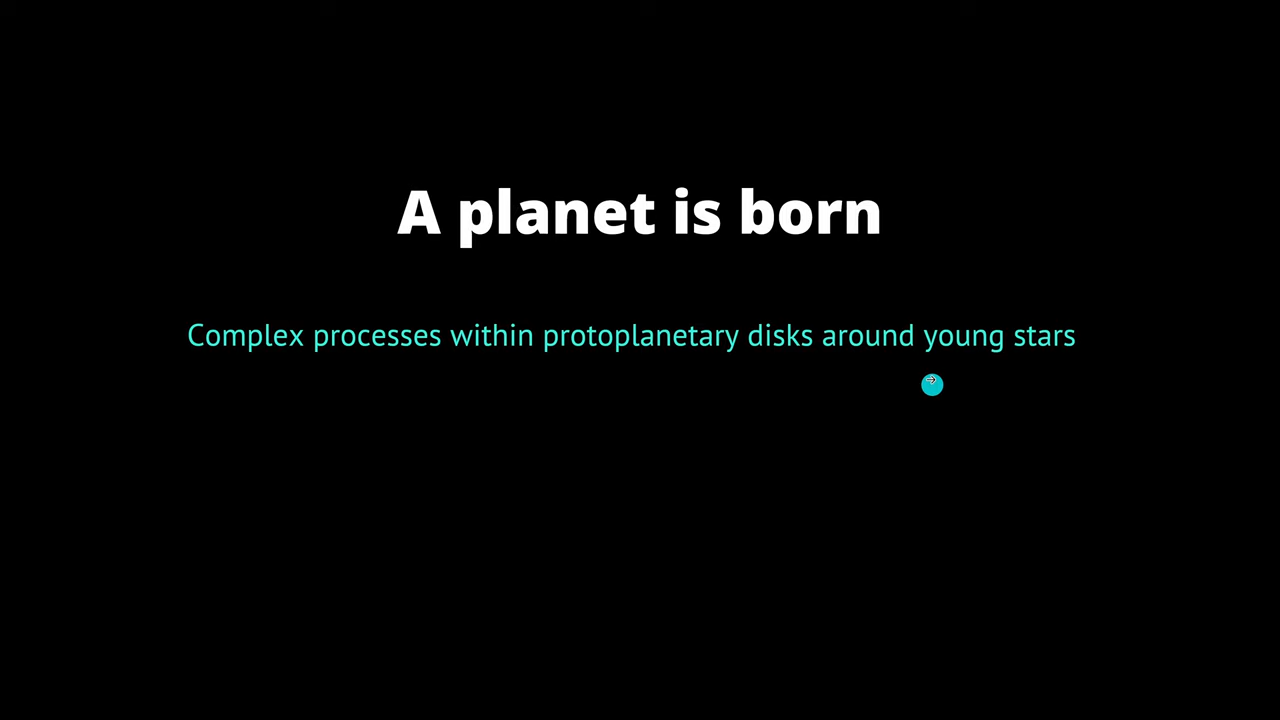 A planet is born
Complex processes within protoplanetary disks around young stars